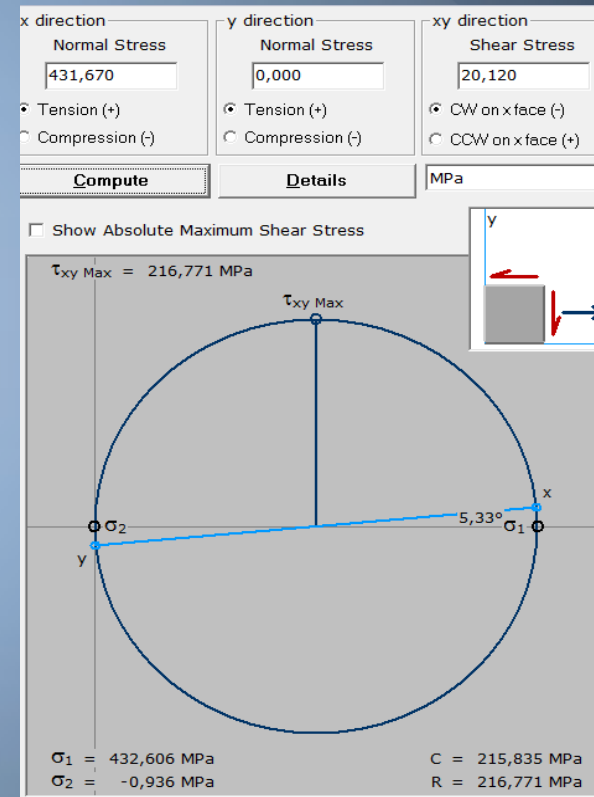 x direction
Normal Stress
431,670
Tension (+)
Compression (-)
y direction
Normal Stress
0,000
Tension (+)
Compression (-)
xy direction
Shear Stress
20,120
CW on x face (-)
CCW on x face (+)
Compute
Details
MPa
Show Absolute Maximum Shear Stress
y
τxy Max = 216,771 MPa
τxy Max
x
5,33°
σ2
σ1
y
σ1 = 432,606 MPa
σ2 = -0,936 MPa
C = 215,835 MPa
R = 216,771 MPa